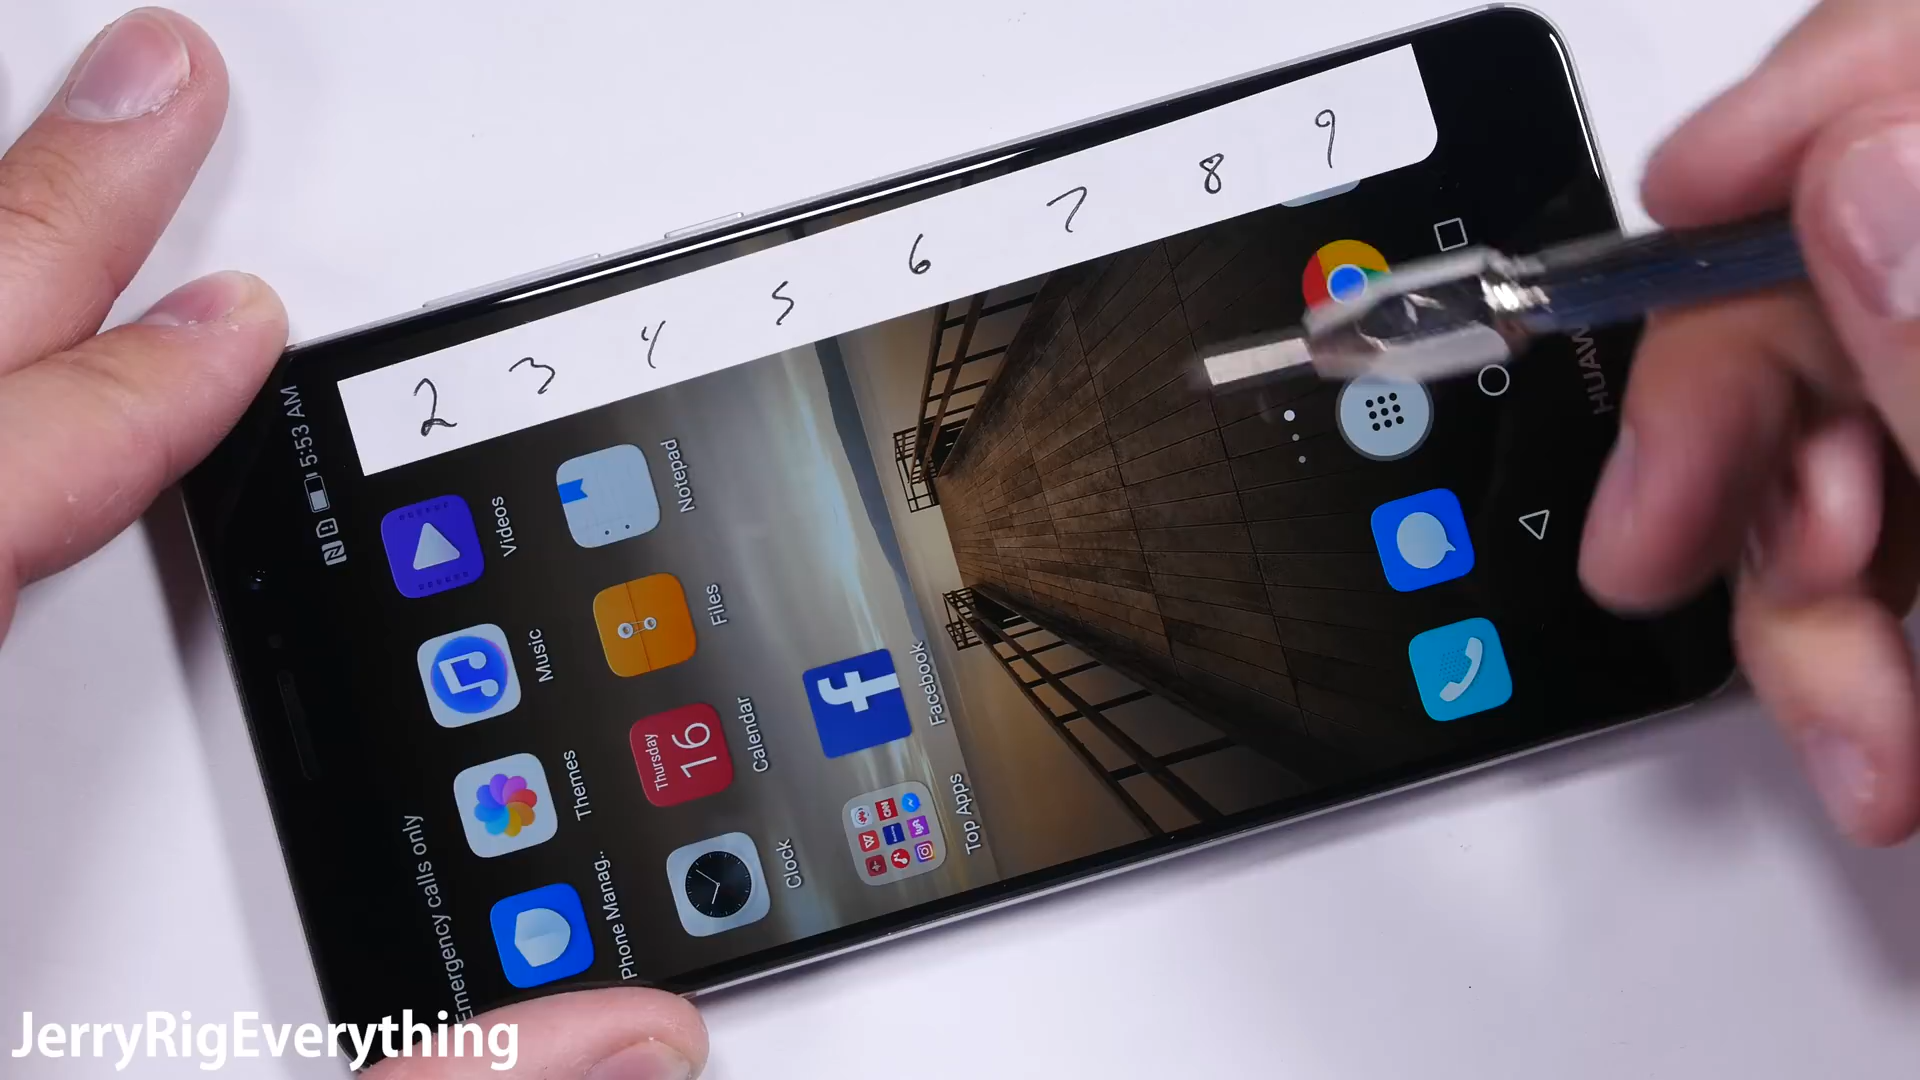 2 3 4 5 6 7 8 9
Emergency calls only
5:53 AM
Phone Manag..
Themes
Music
Videos
Clock
Thursday
16
Calendar
Files
Notepad
Top Apps
Facebook
HUAW
JerryRigEverything